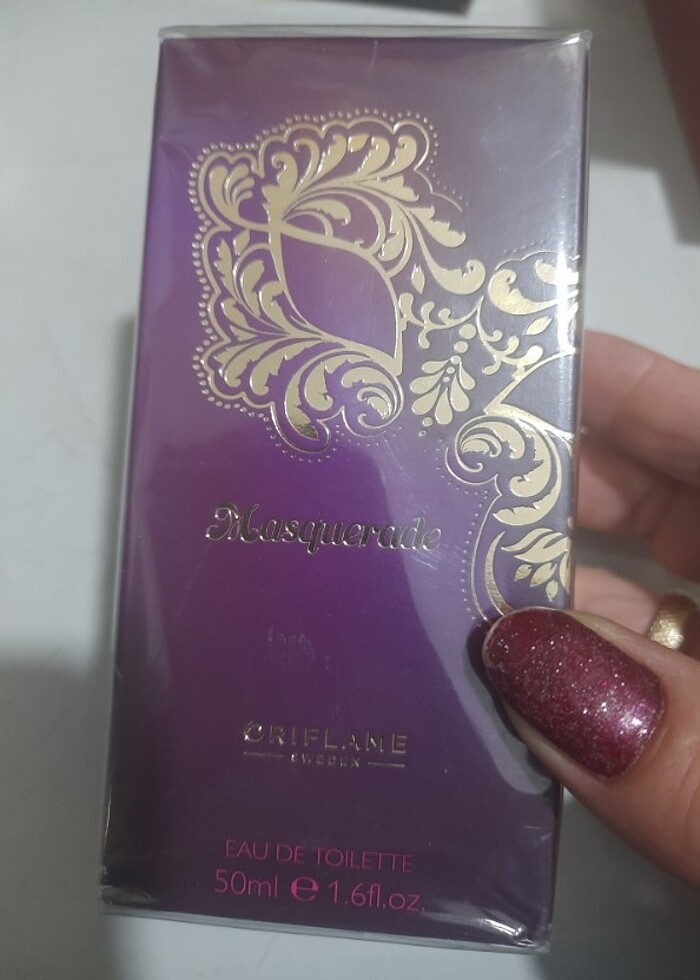 Masquerade
ORIFLAME
SWEDEN
EAU DE TOILETTE
50ml ℮ 1.6fl.oz.